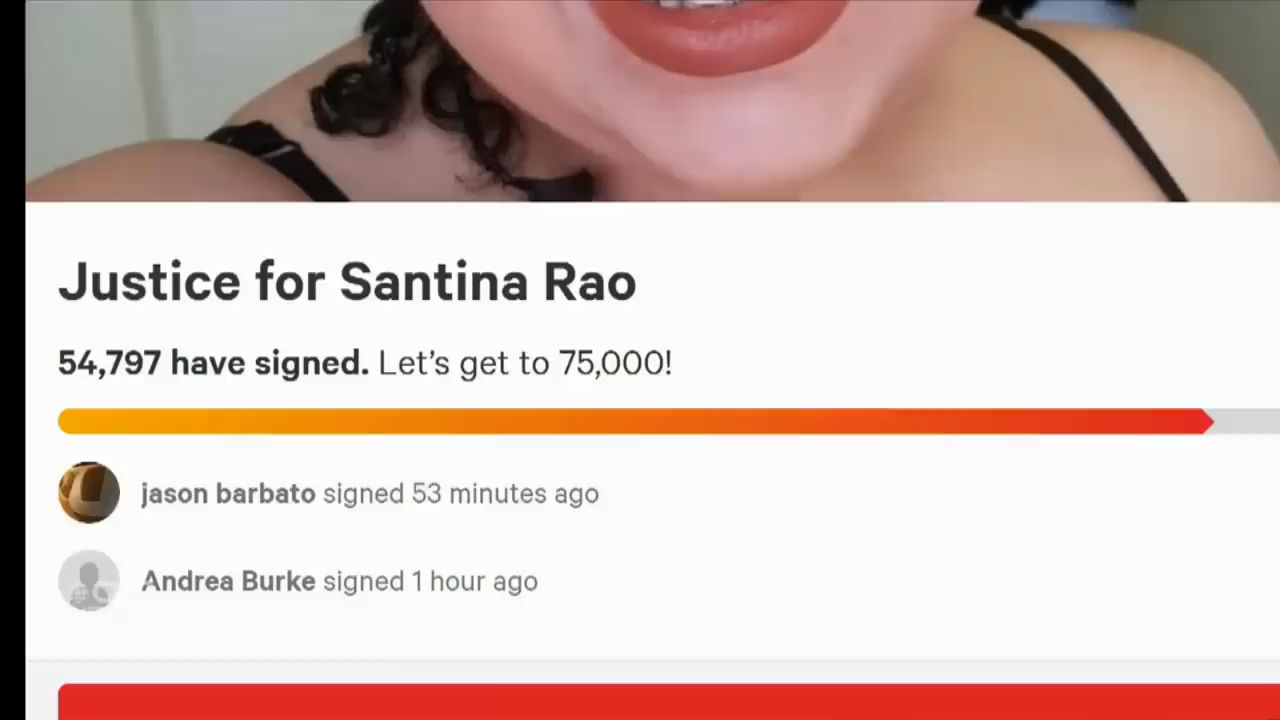 Justice for Santina Rao
54,797 have signed. Let's get to 75,000!
jason barbato signed 53 minutes ago
Andrea Burke signed 1 hour ago